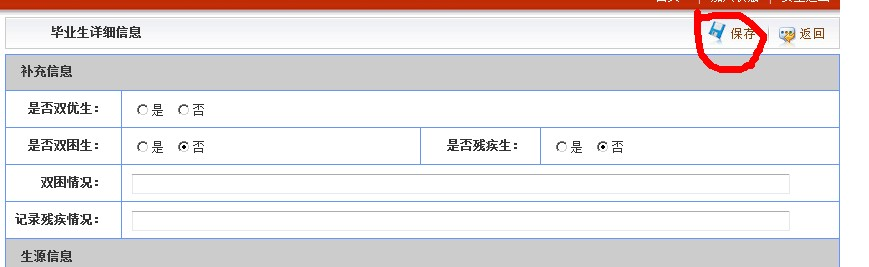 毕业生详细信息 保存 返回
补充信息
是否双优生： 是 否
是否双困生： 是 否 是否残疾生： 是 否
双困情况：
记录残疾情况：
生源信息